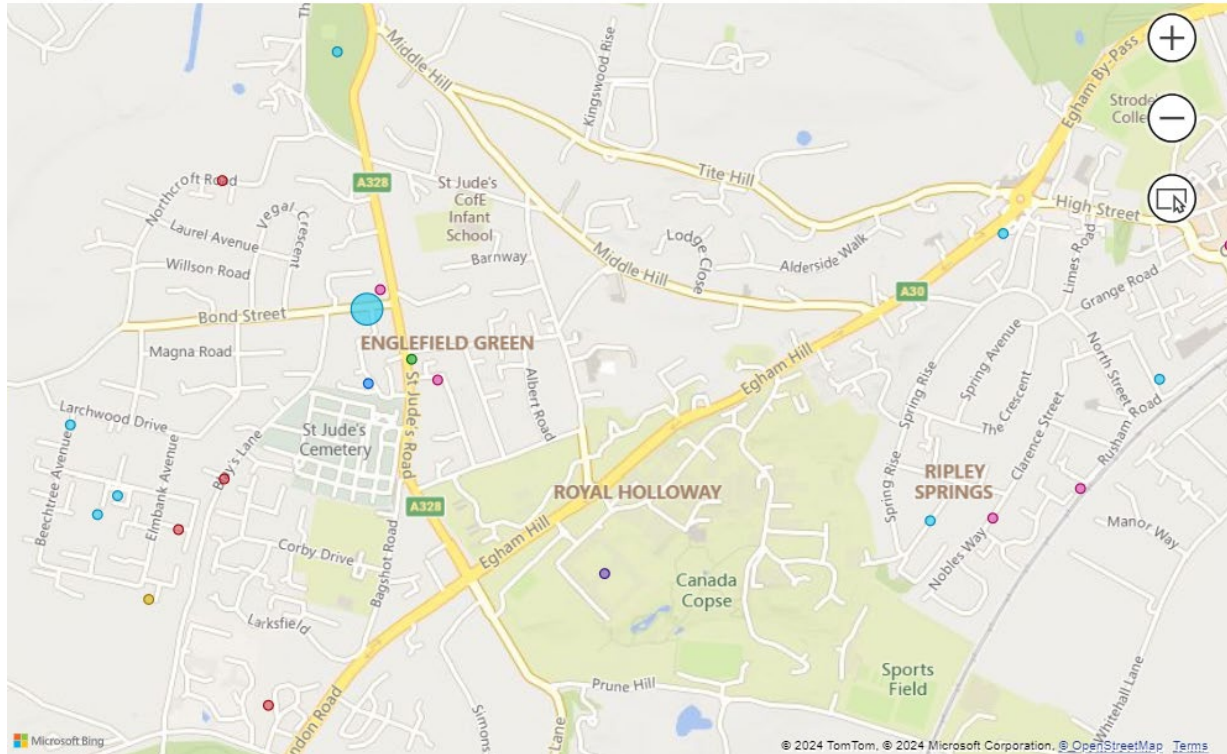 Th
Middle Hill
Kingswood Rise
Egham By-Pass
Strode's
Colle
Tite Hill
A328
St Jude's
CofE
Infant
School
Northcroft Road
Vegal
Crescent
Laurel Avenue
High Street
Lodge
Close
Alderside Walk
Limes Road
Willson Road
Barnway
Middle Hill
Grange Road
A30
Bond Street
ENGLEFIELD GREEN
Magna Road
Albert Road
Egham Hill
Spring Rise
Spring Avenue
The Crescent
North Street
Clarence Street
Rusham Road
Larchwood Drive
St Jude's
Cemetery
St Jude's Road
Beechtree Avenue
Elmbank Avenue
ROYAL HOLLOWAY
RIPLEY
SPRINGS
Spring Rise
A328
Egham Hill
Manor Way
Nobles Way
Corby Drive
Bagshot Road
Canada
Copse
Larksfield
Sports
Field
Prune Hill
Whitehall Lane
Simons
Lane
ndon Road
Microsoft Bing
© 2024 TomTom, © 2024 Microsoft Corporation, © OpenStreetMap Terms